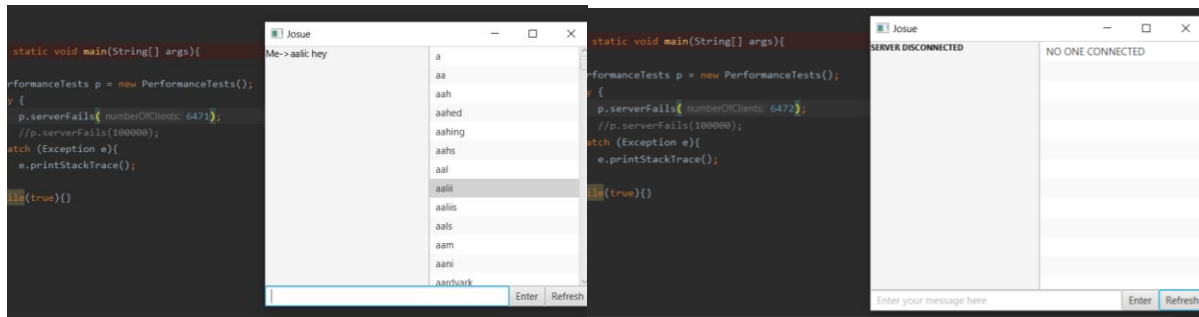 static void main(String[] args){
rformanceTests p = new PerformanceTests();
y {
p.serverFails( numberOfClients: 6471);
//p.serverFails(100000);
atch (Exception e){
e.printStackTrace();
ile(true){}
Josue
Me->aalii: hey
a
aa
aah
aahed
aahing
aahs
aal
aalii
aaliis
aals
aam
aani
aardvark
Enter
Refresh
static void main(String[] args){
rformanceTests p = new PerformanceTests();
y {
p.serverFails( numberOfClients: 6472);
//p.serverFails(100000);
atch (Exception e){
e.printStackTrace();
ile(true){}
Josue
SERVER DISCONNECTED
NO ONE CONNECTED
Enter your message here
Enter
Refresh